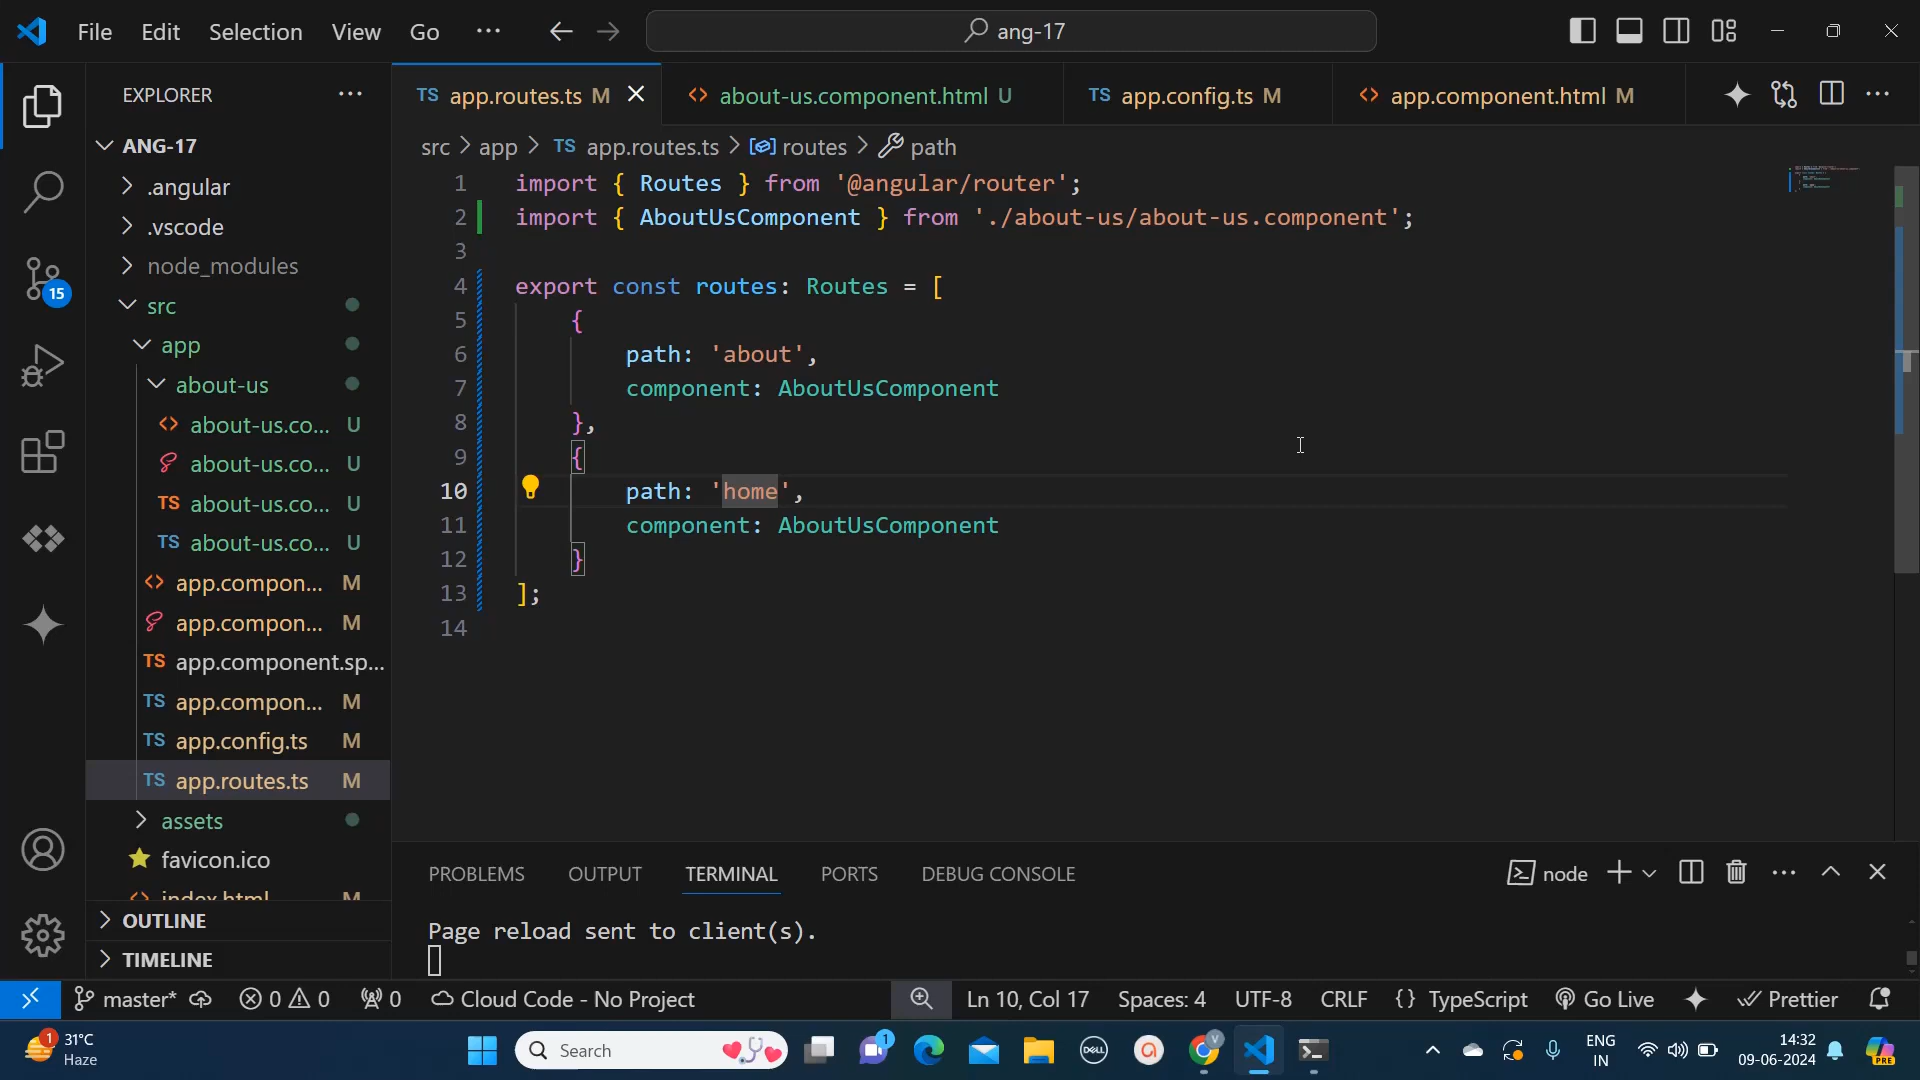 File Edit Selection View Go ··· ang-17
EXPLORER ···
ANG-17
.angular
.vscode
node_modules
src
app
about-us
about-us.co... U
about-us.co... U
TS about-us.co... U
TS about-us.co... U
app.compon... M
app.compon... M
TS app.component.sp...
TS app.compon... M
TS app.config.ts M
TS app.routes.ts M
assets
favicon.ico
index.html M
OUTLINE
TIMELINE
15
TS app.routes.ts M about-us.component.html U TS app.config.ts M app.component.html M ···
src > app > TS app.routes.ts > routes > path
1 import { Routes } from '@angular/router';
2 import { AboutUsComponent } from './about-us/about-us.component';
3
4 export const routes: Routes = [
5 {
6 path: 'about',
7 component: AboutUsComponent
8 },
9 {
10 path: 'home',
11 component: AboutUsComponent
12 }
13 ];
14
PROBLEMS OUTPUT TERMINAL PORTS DEBUG CONSOLE node ···
Page reload sent to client(s).
master* 0 0 0 Cloud Code - No Project Ln 10, Col 17 Spaces: 4 UTF-8 CRLF {} TypeScript Go Live Prettier
1 31°C
Haze
Search
1
DELL
V
ENG
IN
14:32
09-06-2024
PRE